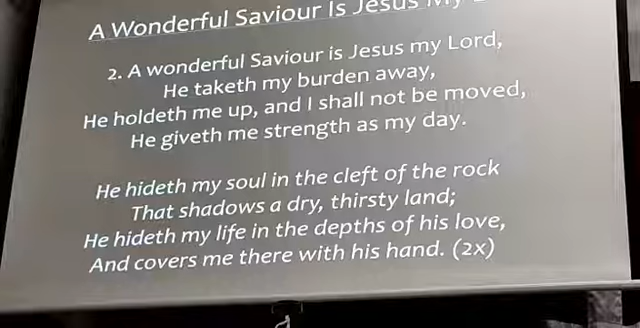 A Wonderful Saviour Is Jesus My
2. A wonderful Saviour is Jesus my Lord,
He taketh my burden away,
He holdeth me up, and I shall not be moved,
He giveth me strength as my day.
He hideth my soul in the cleft of the rock
That shadows a dry, thirsty land;
He hideth my life in the depths of his love,
And covers me there with his hand. (2x)